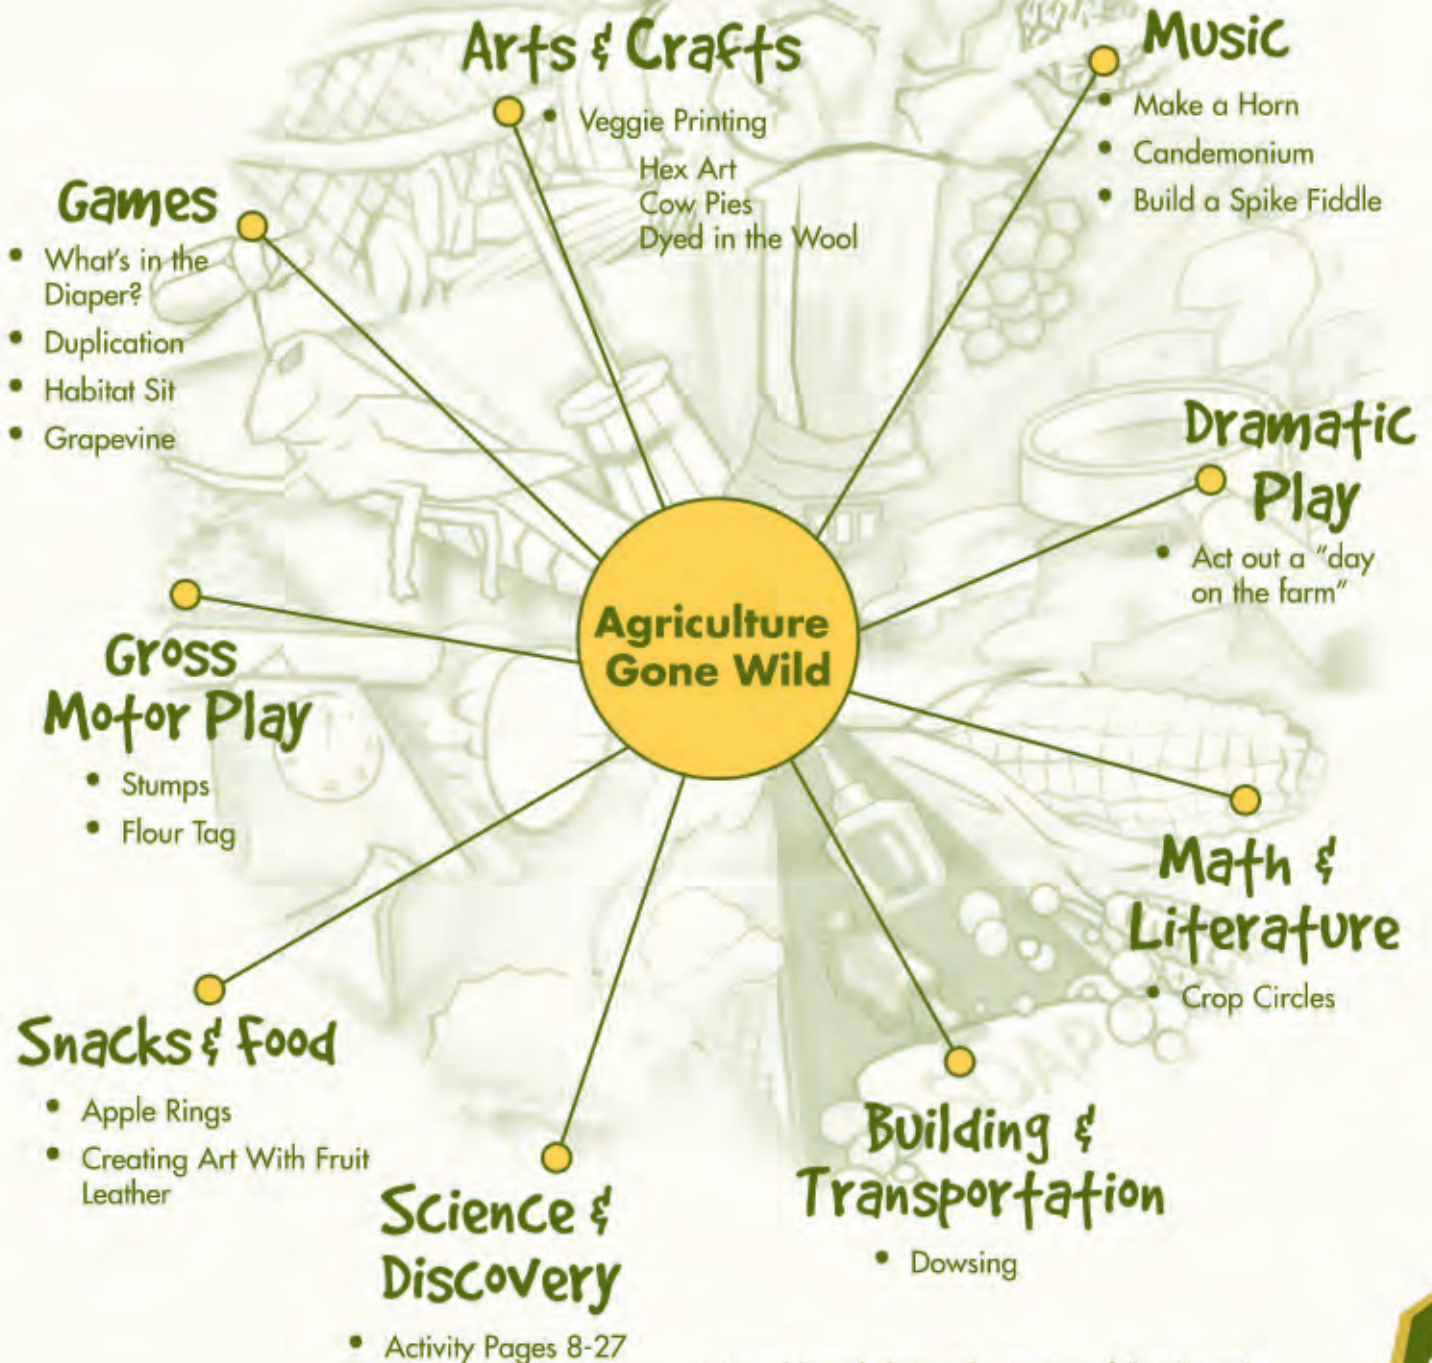 Arts & Crafts
• Veggie Printing
Hex Art
Cow Pies
Dyed in the Wool
Music
• Make a Horn
• Candemonium
• Build a Spike Fiddle
Games
• What's in the
Diaper?
• Duplication
• Habitat Sit
• Grapevine
Dramatic
Play
• Act out a "day
on the farm"
Agriculture
Gone Wild
Gross
Motor Play
• Stumps
• Flour Tag
Math &
Literature
• Crop Circles
Snacks & Food
• Apple Rings
• Creating Art With Fruit
Leather
Science &
Discovery
• Activity Pages 8-27
Building &
Transportation
• Dowsing
SOAP